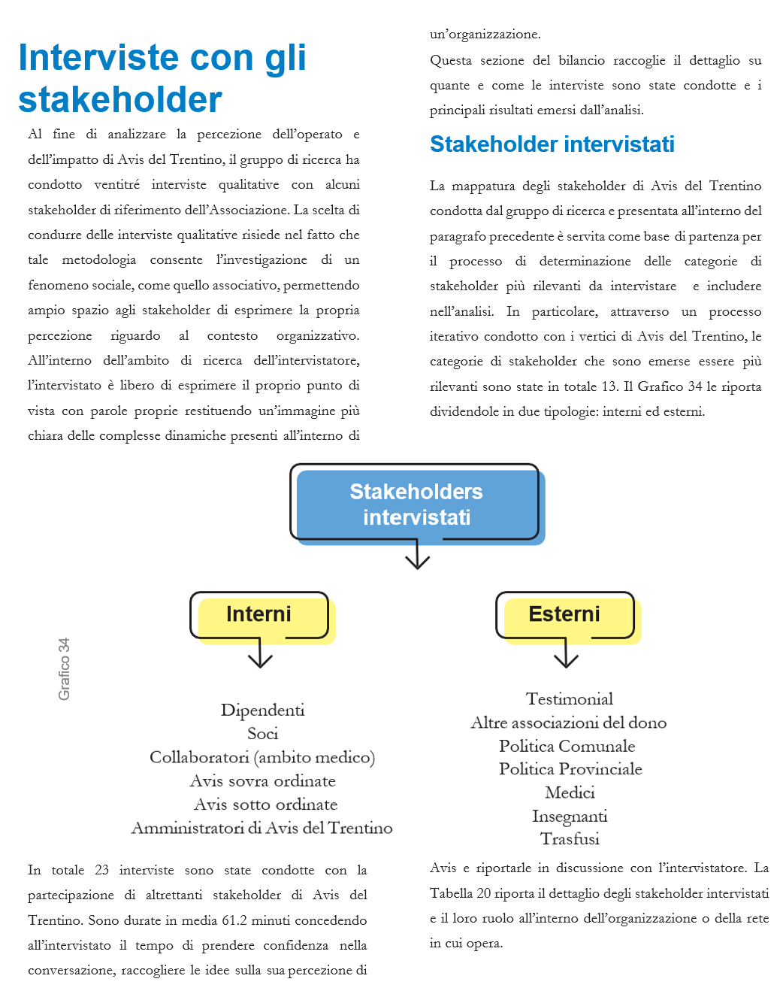 Interviste con gli
stakeholder
Al fine di analizzare la percezione dell’operato e
dell’impatto di Avis del Trentino, il gruppo di ricerca ha
condotto ventitré interviste qualitative con alcuni
stakeholder di riferimento dell’Associazione. La scelta di
condurre delle interviste qualitative risiede nel fatto che
tale metodologia consente l’investigazione di un
fenomeno sociale, come quello associativo, permettendo
ampio spazio agli stakeholder di esprimere la propria
percezione riguardo al contesto organizzativo.
All’interno dell’ambito di ricerca dell’intervistatore,
l’intervistato è libero di esprimere il proprio punto di
vista con parole proprie restituendo un’immagine più
chiara delle complesse dinamiche presenti all’interno di
un’organizzazione.
Questa sezione del bilancio raccoglie il dettaglio su
quante e come le interviste sono state condotte e i
principali risultati emersi dall’analisi.
Stakeholder intervistati
La mappatura degli stakeholder di Avis del Trentino
condotta dal gruppo di ricerca e presentata all’interno del
paragrafo precedente è servita come base di partenza per
il processo di determinazione delle categorie di
stakeholder più rilevanti da intervistare e includere
nell’analisi. In particolare, attraverso un processo
iterativo condotto con i vertici di Avis del Trentino, le
categorie di stakeholder che sono emerse essere più
rilevanti sono state in totale 13. Il Grafico 34 le riporta
dividendole in due tipologie: interni ed esterni.
Stakeholders
intervistati
Interni
Dipendenti
Soci
Collaboratori (ambito medico)
Avis sovra ordinate
Avis sotto ordinate
Amministratori di Avis del Trentino
Esterni
Testimonial
Altre associazioni del dono
Politica Comunale
Politica Provinciale
Medici
Insegnanti
Trasfusi
Grafico 34
In totale 23 interviste sono state condotte con la
partecipazione di altrettanti stakeholder di Avis del
Trentino. Sono durate in media 61.2 minuti concedendo
all’intervistato il tempo di prendere confidenza nella
conversazione, raccogliere le idee sulla sua percezione di
Avis e riportarle in discussione con l’intervistatore. La
Tabella 20 riporta il dettaglio degli stakeholder intervistati
e il loro ruolo all’interno dell’organizzazione o della rete
in cui opera.